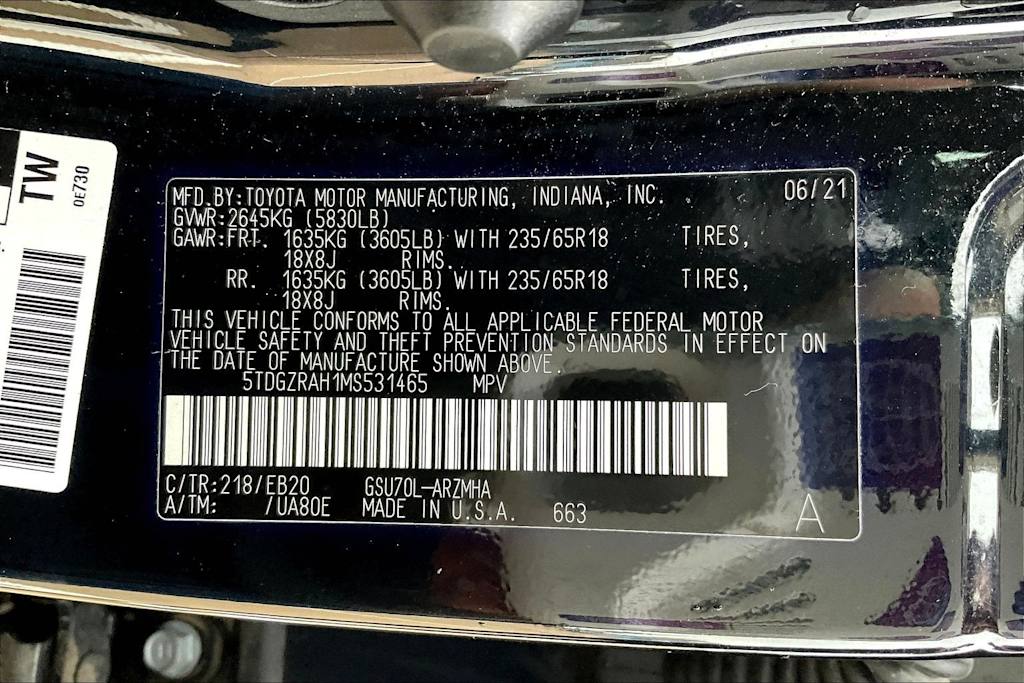 TW
0E730
MFD.BY:TOYOTA MOTOR MANUFACTURING, INDIANA, INC. 06/21
GVWR:2645KG (5830LB)
GAWR:FRT. 1635KG (3605LB) WITH 235/65R18 TIRES,
18X8J RIMS.
RR. 1635KG (3605LB) WITH 235/65R18 TIRES,
18X8J RIMS.
THIS VEHICLE CONFORMS TO ALL APPLICABLE FEDERAL MOTOR
VEHICLE SAFETY AND THEFT PREVENTION STANDARDS IN EFFECT ON
THE DATE OF MANUFACTURE SHOWN ABOVE.
5TDGZRAH1MS531465 MPV
C/TR:218/EB20 GSU70L-ARZMHA
A/TM: /UA80E MADE IN U.S.A. 663 A